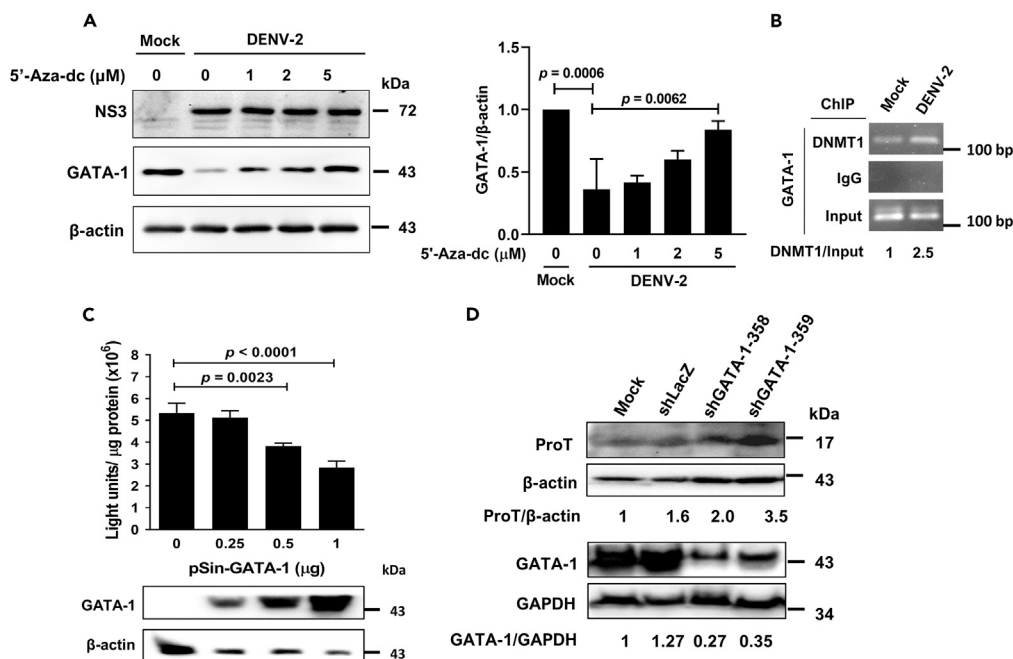 A
Mock DENV-2
5'-Aza-dc (µM) 0 0 1 2 5 kDa
NS3 72
GATA-1 43
β-actin 43
GATA-1/β-actin
1.5
1.0
0.5
0.0
p = 0.0006
p = 0.0062
5'-Aza-dc (µM) 0 0 1 2 5
Mock DENV-2
B
ChIP Mock DENV-2
GATA-1
DNMT1 100 bp
IgG
Input 100 bp
DNMT1/Input 1 2.5
C
Light units/ µg protein (x10⁶)
8
7
6
5
4
3
2
1
0
p < 0.0001
p = 0.0023
0 0.25 0.5 1
pSin-GATA-1 (µg) kDa
GATA-1 43
β-actin 43
D
Mock shLacZ shGATA-1-358 shGATA-1-359
kDa
ProT 17
β-actin 43
ProT/β-actin 1 1.6 2.0 3.5
GATA-1 43
GAPDH 34
GATA-1/GAPDH 1 1.27 0.27 0.35